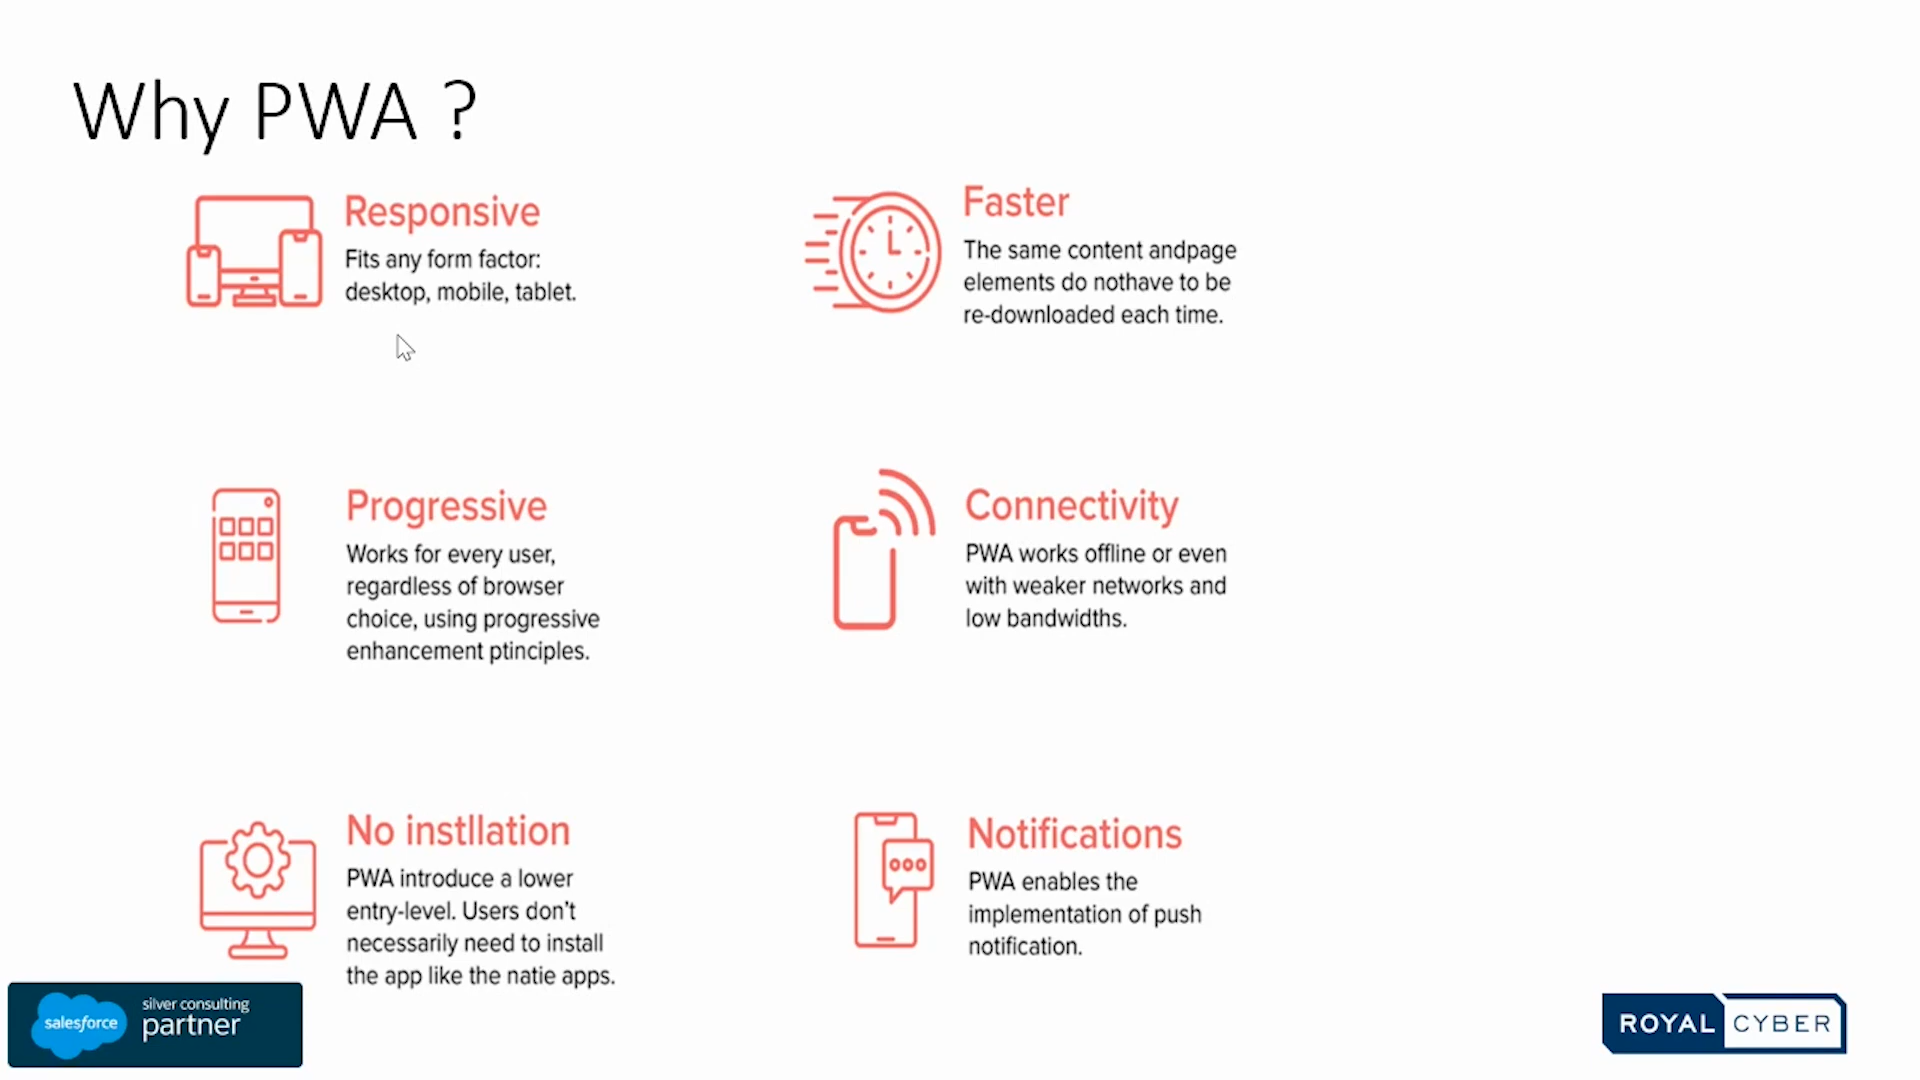 Why PWA ?
Responsive
Fits any form factor:
desktop, mobile, tablet.
Faster
The same content andpage
elements do nothave to be
re-downloaded each time.
Progressive
Works for every user,
regardless of browser
choice, using progressive
enhancement ptinciples.
Connectivity
PWA works offline or even
with weaker networks and
low bandwidths.
No instllation
PWA introduce a lower
entry-level. Users don't
necessarily need to install
the app like the natie apps.
Notifications
PWA enables the
implementation of push
notification.
salesforce
silver consulting
partner
ROYAL CYBER